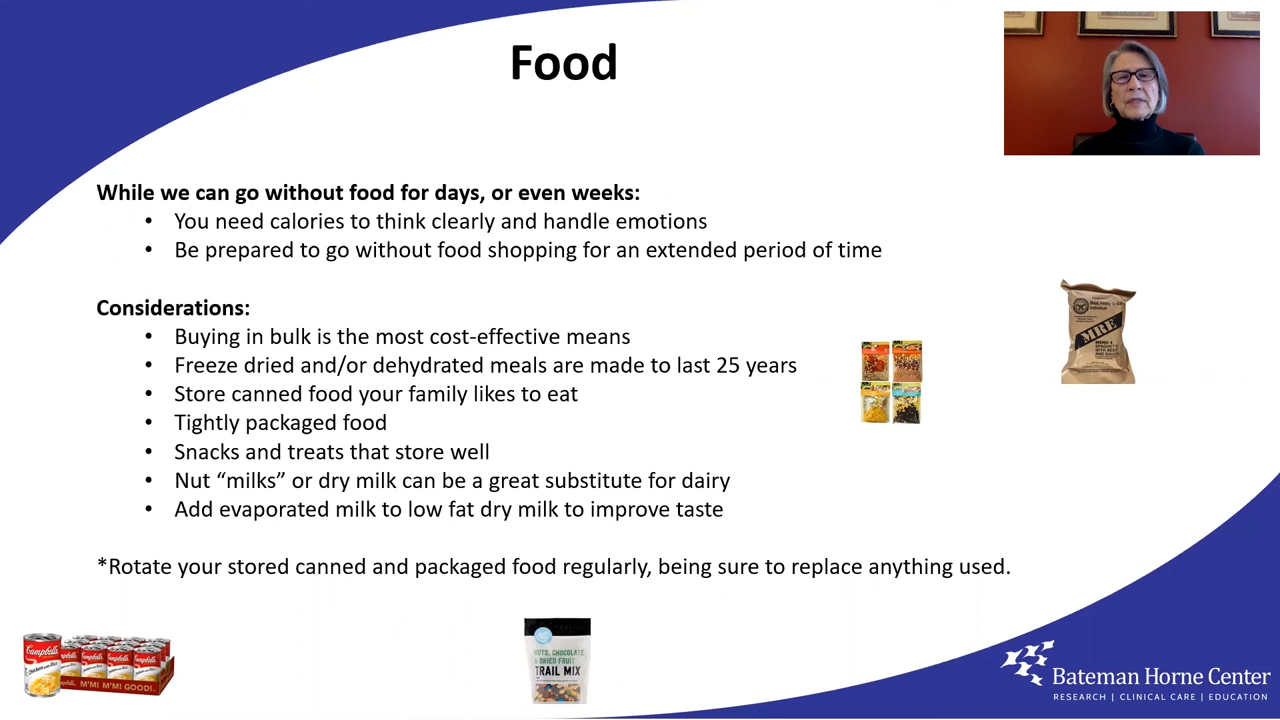 Food
While we can go without food for days, or even weeks:
• You need calories to think clearly and handle emotions
• Be prepared to go without food shopping for an extended period of time
Considerations:
• Buying in bulk is the most cost-effective means
• Freeze dried and/or dehydrated meals are made to last 25 years
• Store canned food your family likes to eat
• Tightly packaged food
• Snacks and treats that store well
• Nut “milks” or dry milk can be a great substitute for dairy
• Add evaporated milk to low fat dry milk to improve taste
*Rotate your stored canned and packaged food regularly, being sure to replace anything used.
MRE
Campbell's
M'M! M'M! GOOD!
NUTS, CHOCOLATE
& DRIED FRUIT
TRAIL MIX
Bateman Horne Center
RESEARCH | CLINICAL CARE | EDUCATION